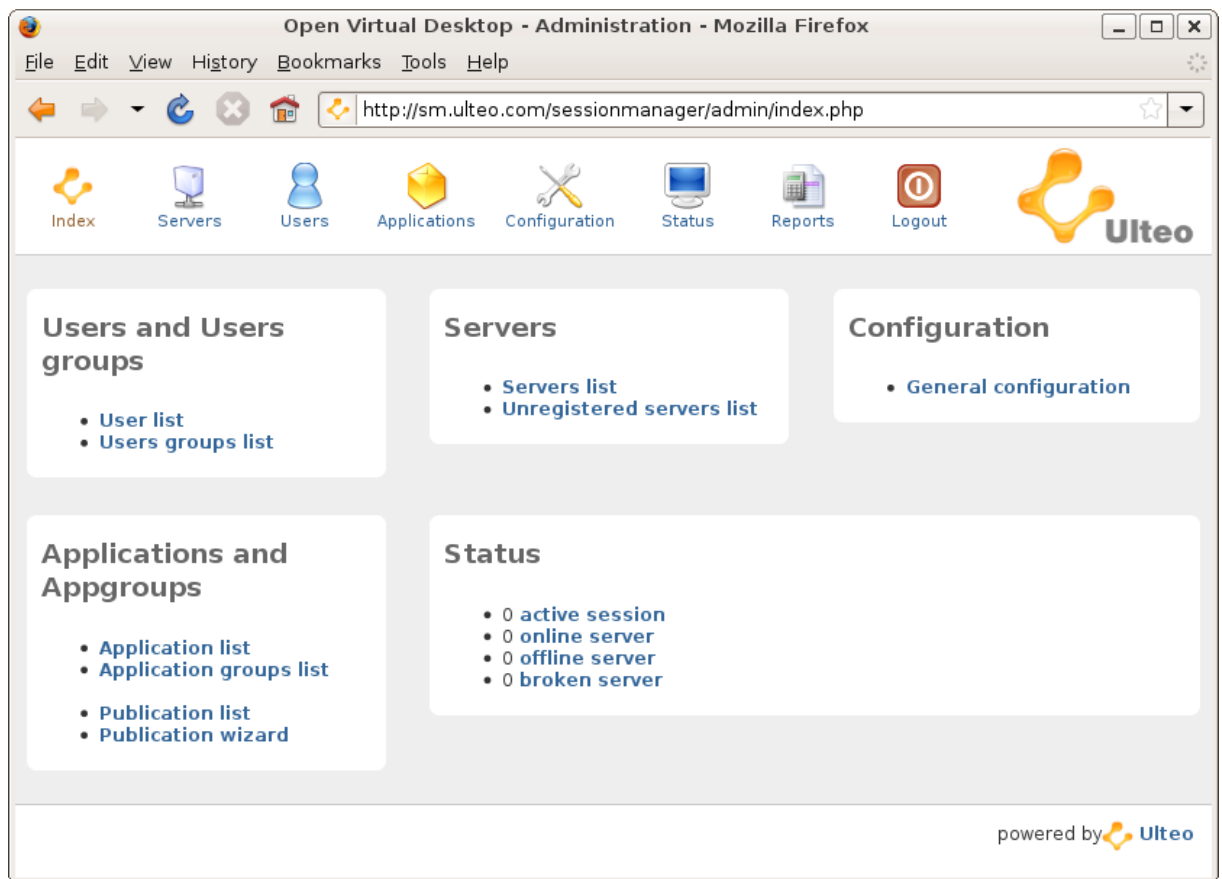 Open Virtual Desktop - Administration - Mozilla Firefox
File Edit View History Bookmarks Tools Help
http://sm.ulteo.com/sessionmanager/admin/index.php
Index Servers Users Applications Configuration Status Reports Logout
Ulteo
Users and Users
groups
User list
Users groups list
Servers
Servers list
Unregistered servers list
Configuration
General configuration
Applications and
Appgroups
Application list
Application groups list
Publication list
Publication wizard
Status
0 active session
0 online server
0 offline server
0 broken server
powered by Ulteo